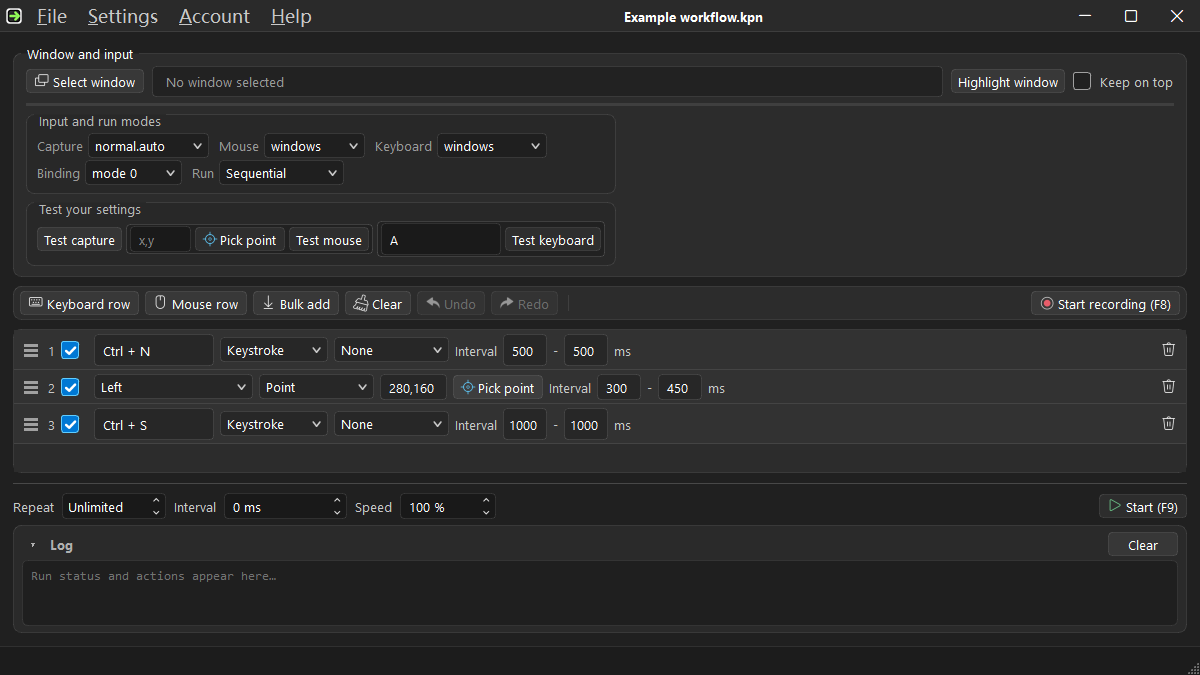 File Settings Account Help Example workflow.kpn
Window and input
Select window No window selected Highlight window Keep on top
Input and run modes
Capture normal.auto Mouse windows Keyboard windows
Binding mode 0 Run Sequential
Test your settings
Test capture x,y Pick point Test mouse A Test keyboard
Keyboard row Mouse row Bulk add Clear Undo Redo Start recording (F8)
1 Ctrl + N Keystroke None Interval 500 - 500 ms
2 Left Point 280,160 Pick point Interval 300 - 450 ms
3 Ctrl + S Keystroke None Interval 1000 - 1000 ms
Repeat Unlimited Interval 0 ms Speed 100 % Start (F9)
Log Clear
Run status and actions appear here…